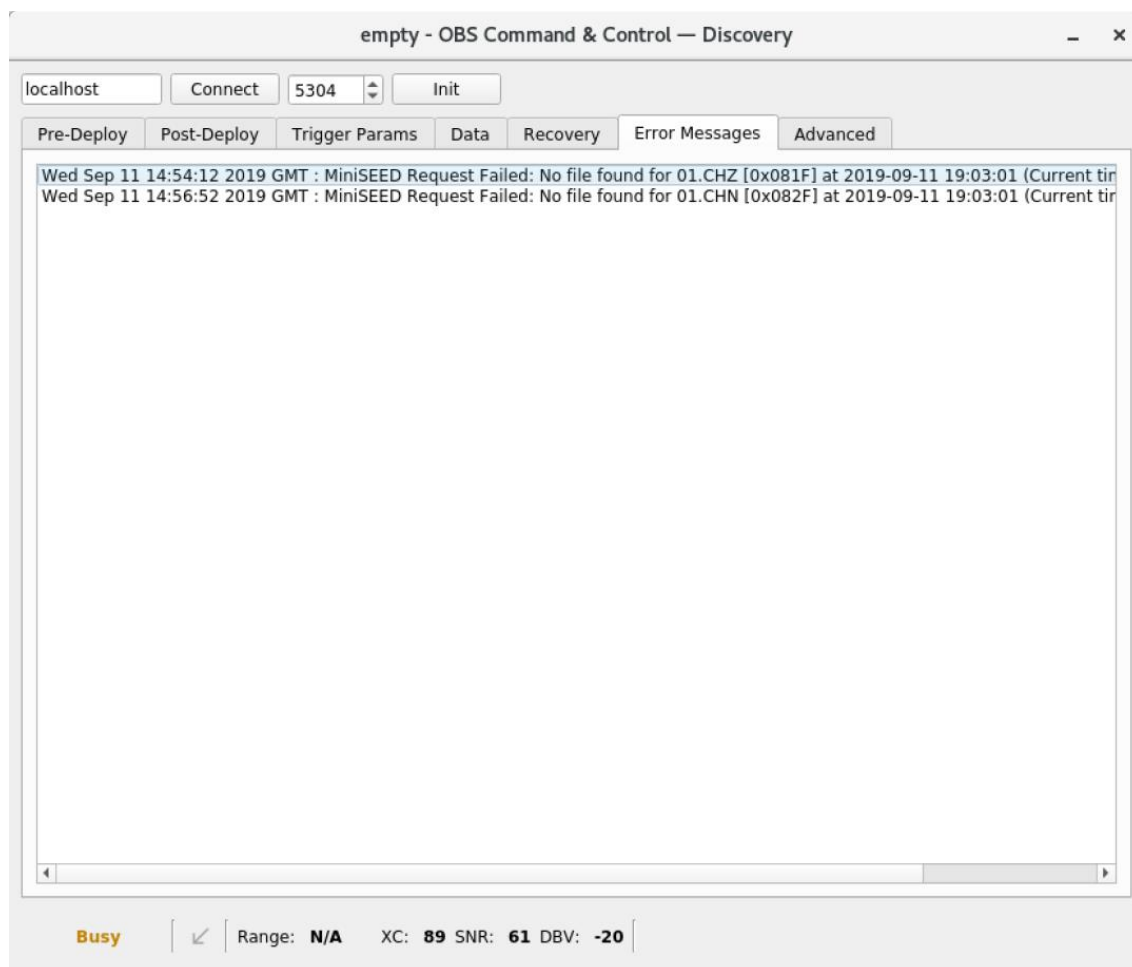 empty - OBS Command & Control — Discovery
localhost Connect 5304 Init
Pre-Deploy Post-Deploy Trigger Params Data Recovery Error Messages Advanced
Wed Sep 11 14:54:12 2019 GMT : MiniSEED Request Failed: No file found for 01.CHZ [0x081F] at 2019-09-11 19:03:01 (Current
Wed Sep 11 14:56:52 2019 GMT : MiniSEED Request Failed: No file found for 01.CHN [0x082F] at 2019-09-11 19:03:01 (Current
Busy Range: N/A XC: 89 SNR: 61 DBV: -20